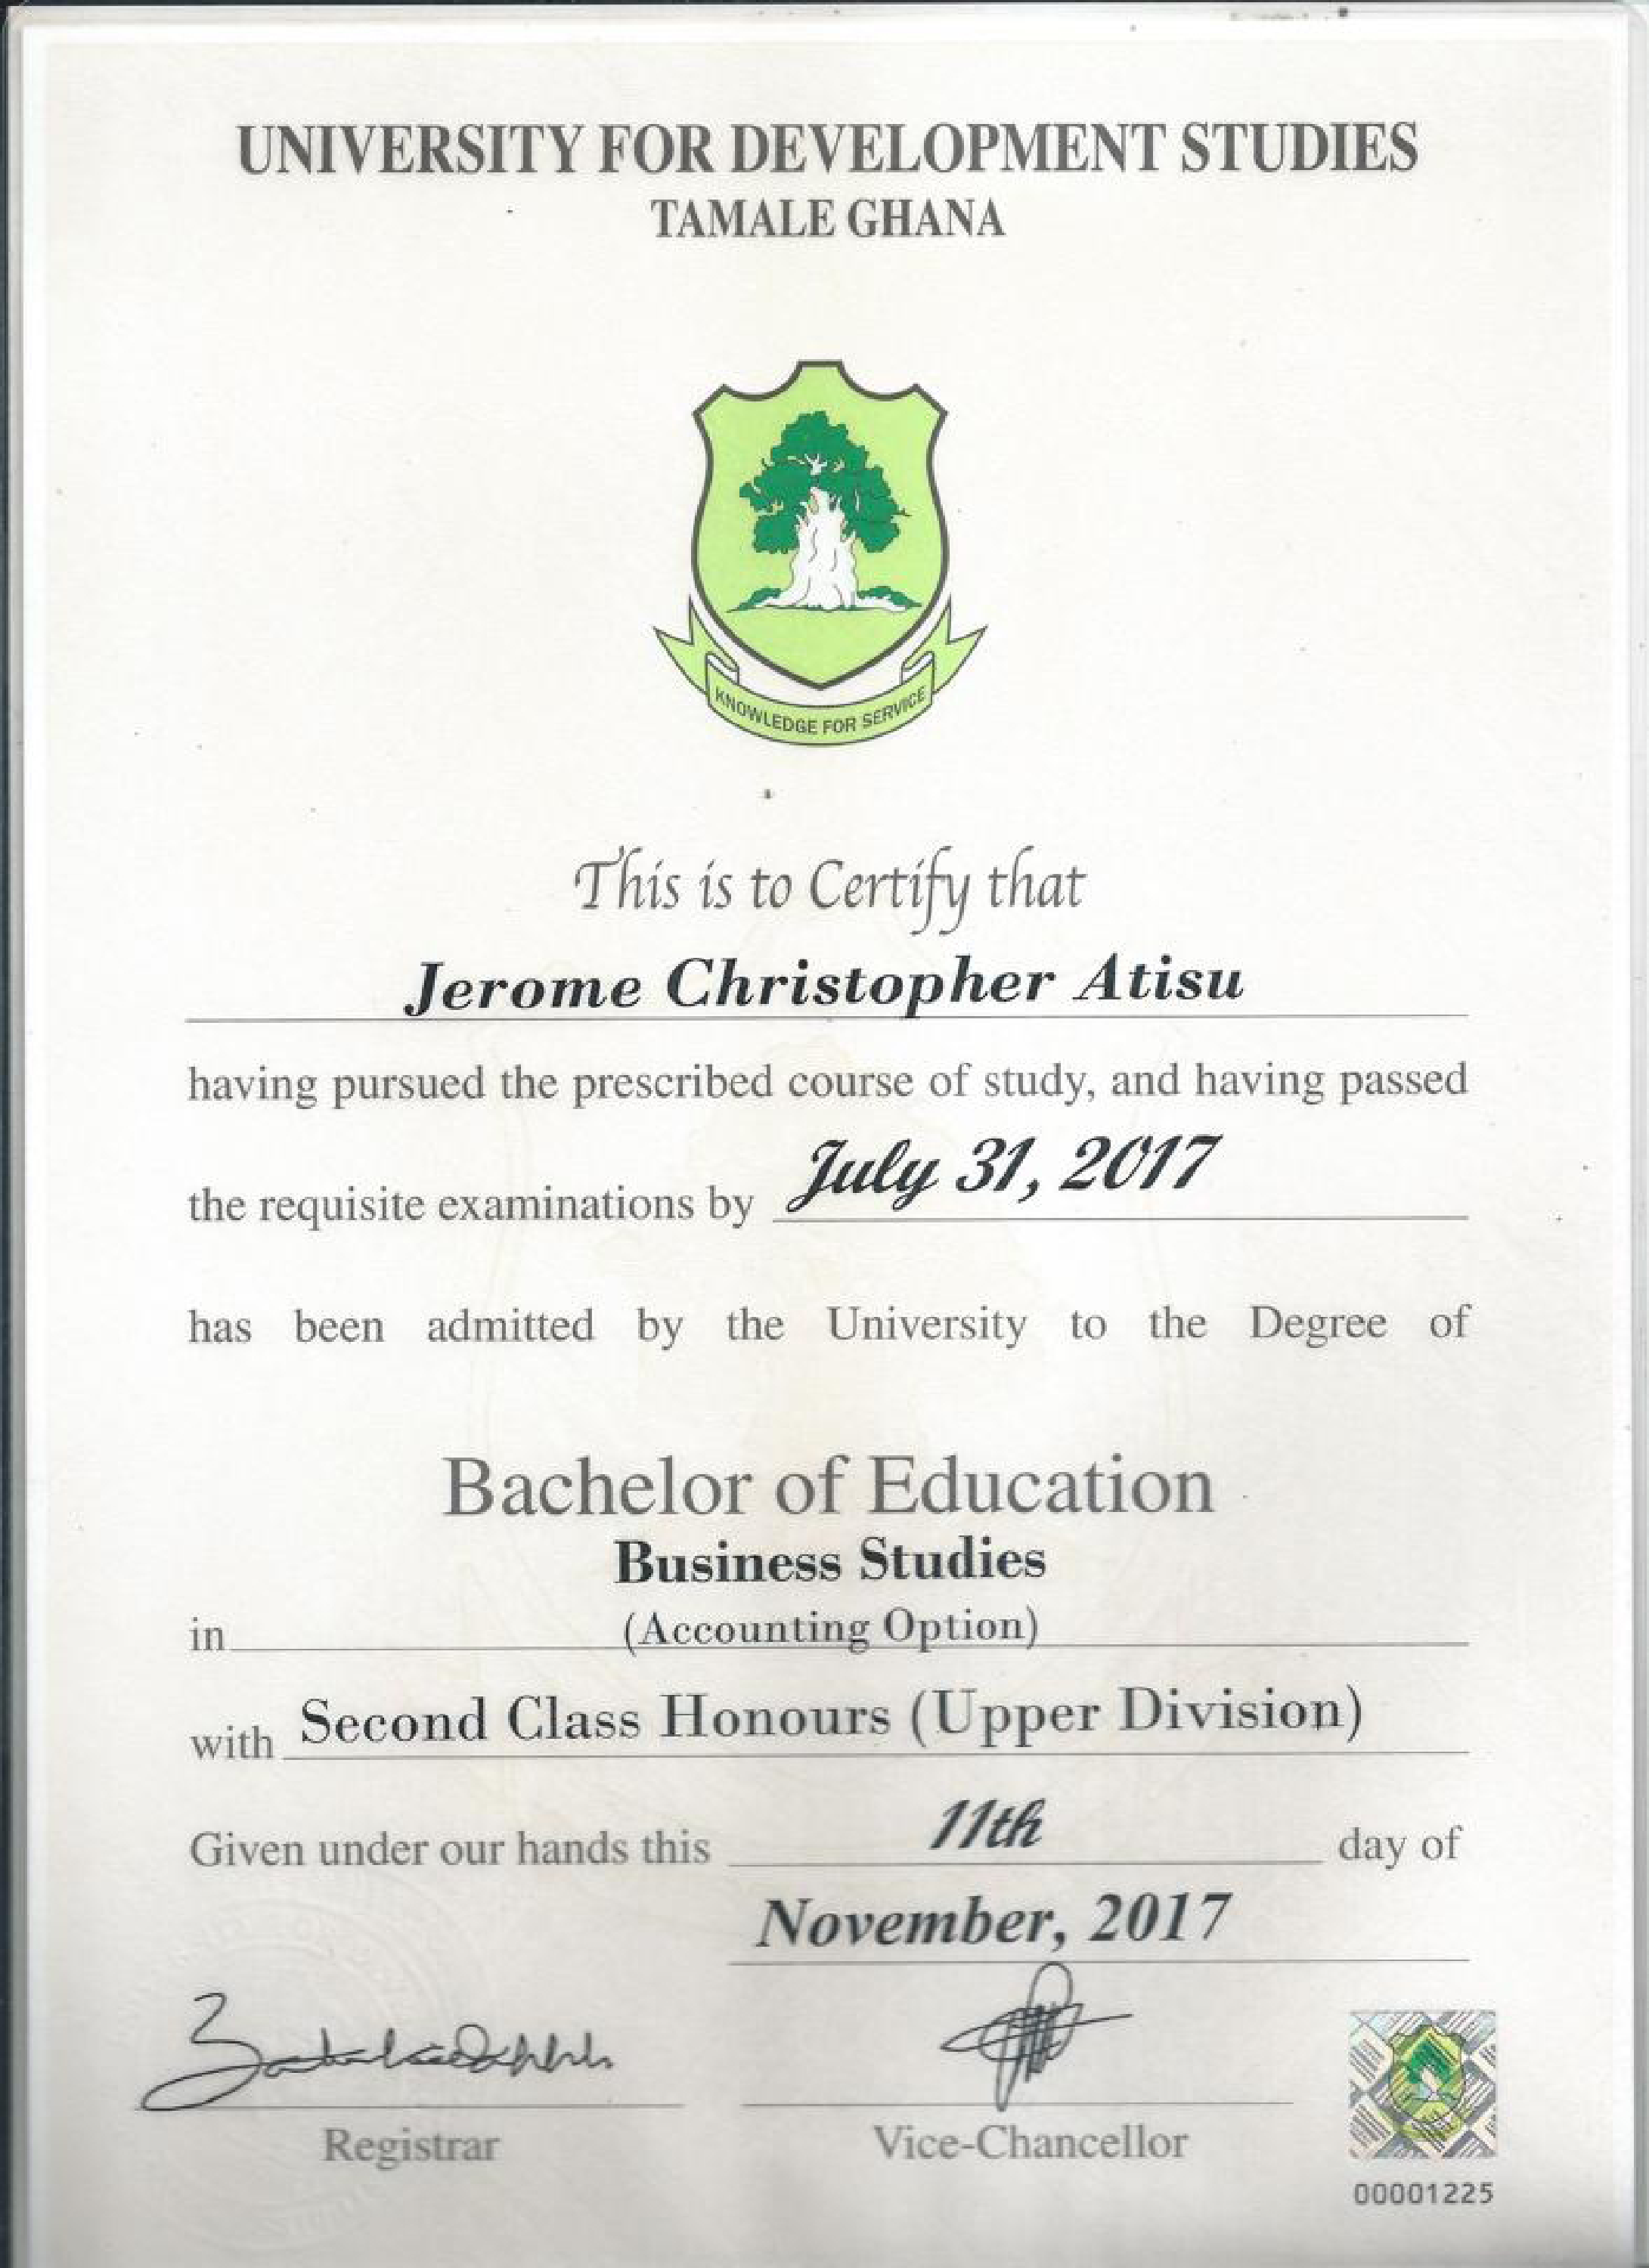 UNIVERSITY FOR DEVELOPMENT STUDIES
TAMALE GHANA
KNOWLEDGE FOR SERVICE
This is to Certify that
Jerome Christopher Atisu
having pursued the prescribed course of study, and having passed
the requisite examinations by July 31, 2017
has been admitted by the University to the Degree of
Bachelor of Education
Business Studies
in (Accounting Option)
with Second Class Honours (Upper Division)
Given under our hands this 11th day of
November, 2017
Registrar
Vice-Chancellor
00001225